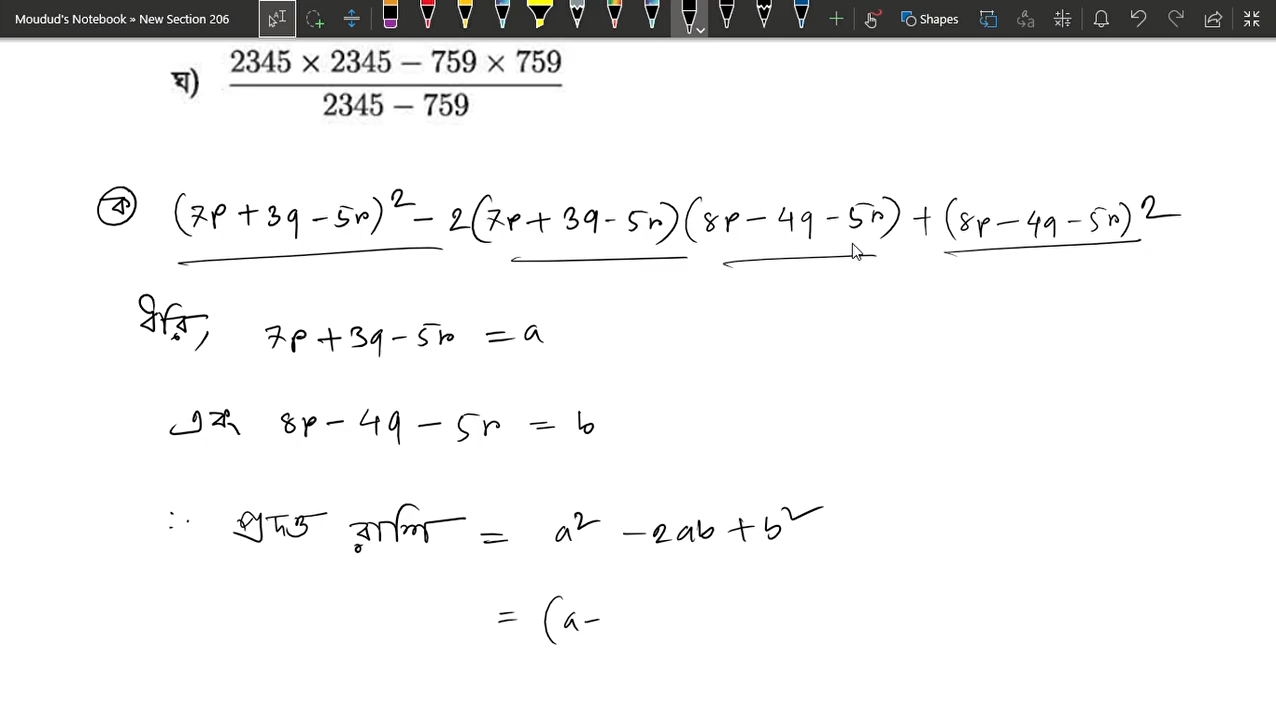 Moudud's Notebook » New Section 206
Shapes
ঘ) (2345 × 2345 − 759 × 759) / (2345 − 759)
ক (7p + 3q − 5r)² − 2(7p + 3q − 5r)(8p − 4q − 5r) + (8p − 4q − 5r)²
ধরি, 7p + 3q − 5r = a
এবং 8p − 4q − 5r = b
∴ প্রদত্ত রাশি = a² − 2ab + b²
= (a −